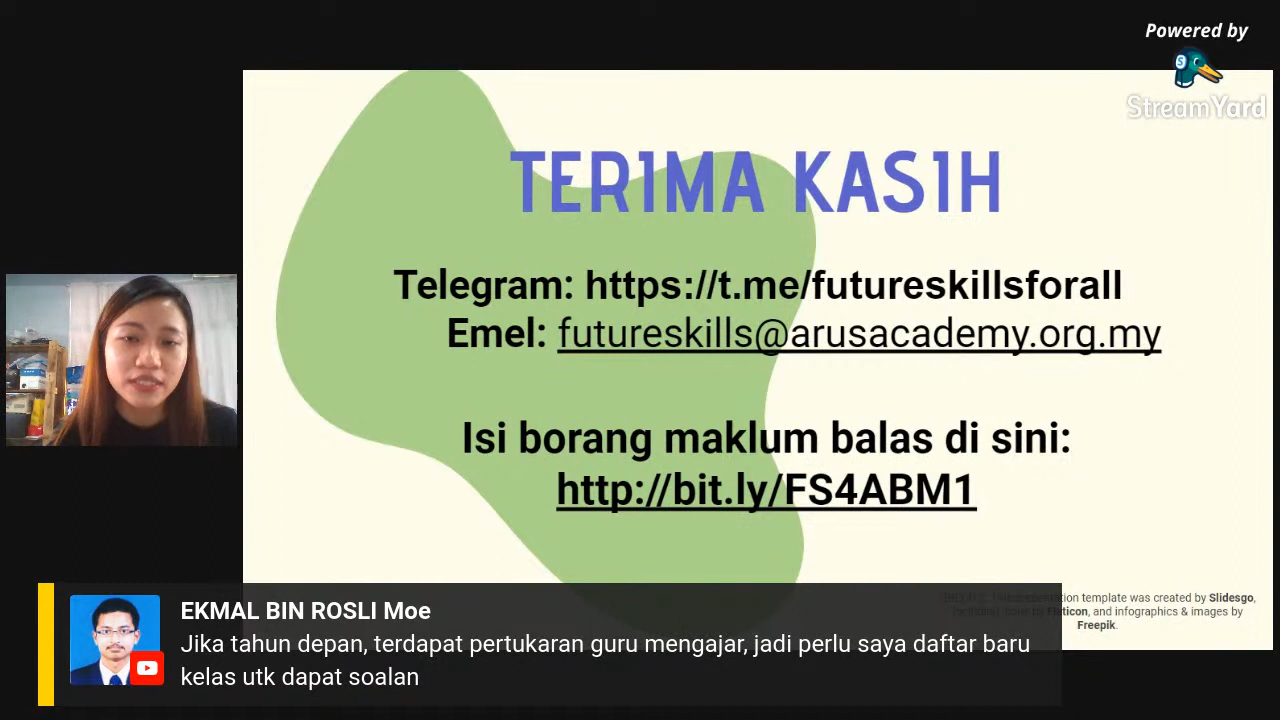 Powered by
StreamYard
TERIMA KASIH
Telegram: https://t.me/futureskillsforall
Emel: futureskills@arusacademy.org.my
Isi borang maklum balas di sini:
http://bit.ly/FS4ABM1
template was created by Slidesgo,
and infographics & images by
Freepik.
EKMAL BIN ROSLI Moe
Jika tahun depan, terdapat pertukaran guru mengajar, jadi perlu saya daftar baru
kelas utk dapat soalan